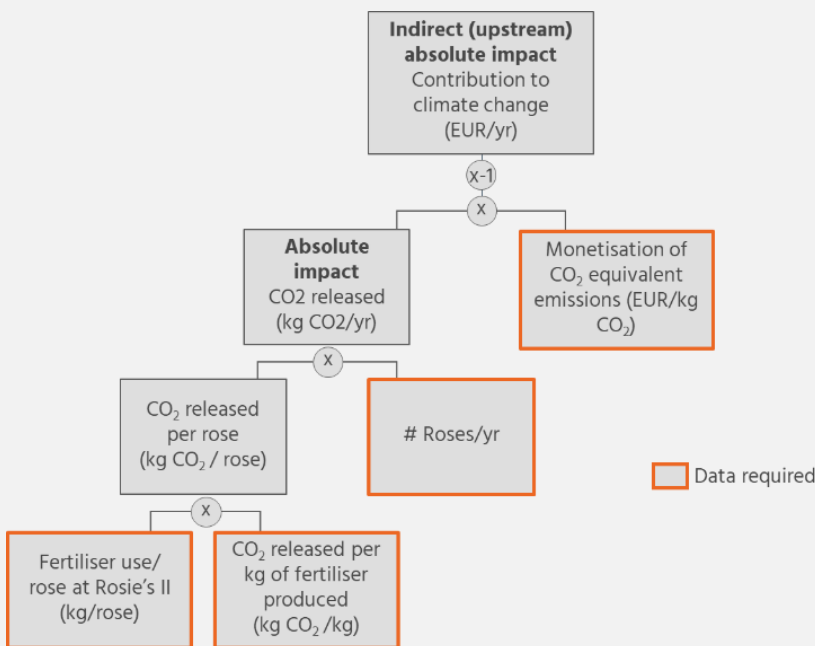 Indirect (upstream)
absolute impact
Contribution to
climate change
(EUR/yr)
x-1
x
Absolute
impact
CO2 released
(kg CO2/yr)
Monetisation of
CO₂ equivalent
emissions (EUR/kg
CO₂)
x
CO₂ released
per rose
(kg CO₂ / rose)
# Roses/yr
Data required
x
Fertiliser use/
rose at Rosie's II
(kg/rose)
CO₂ released per
kg of fertiliser
produced
(kg CO₂ /kg)